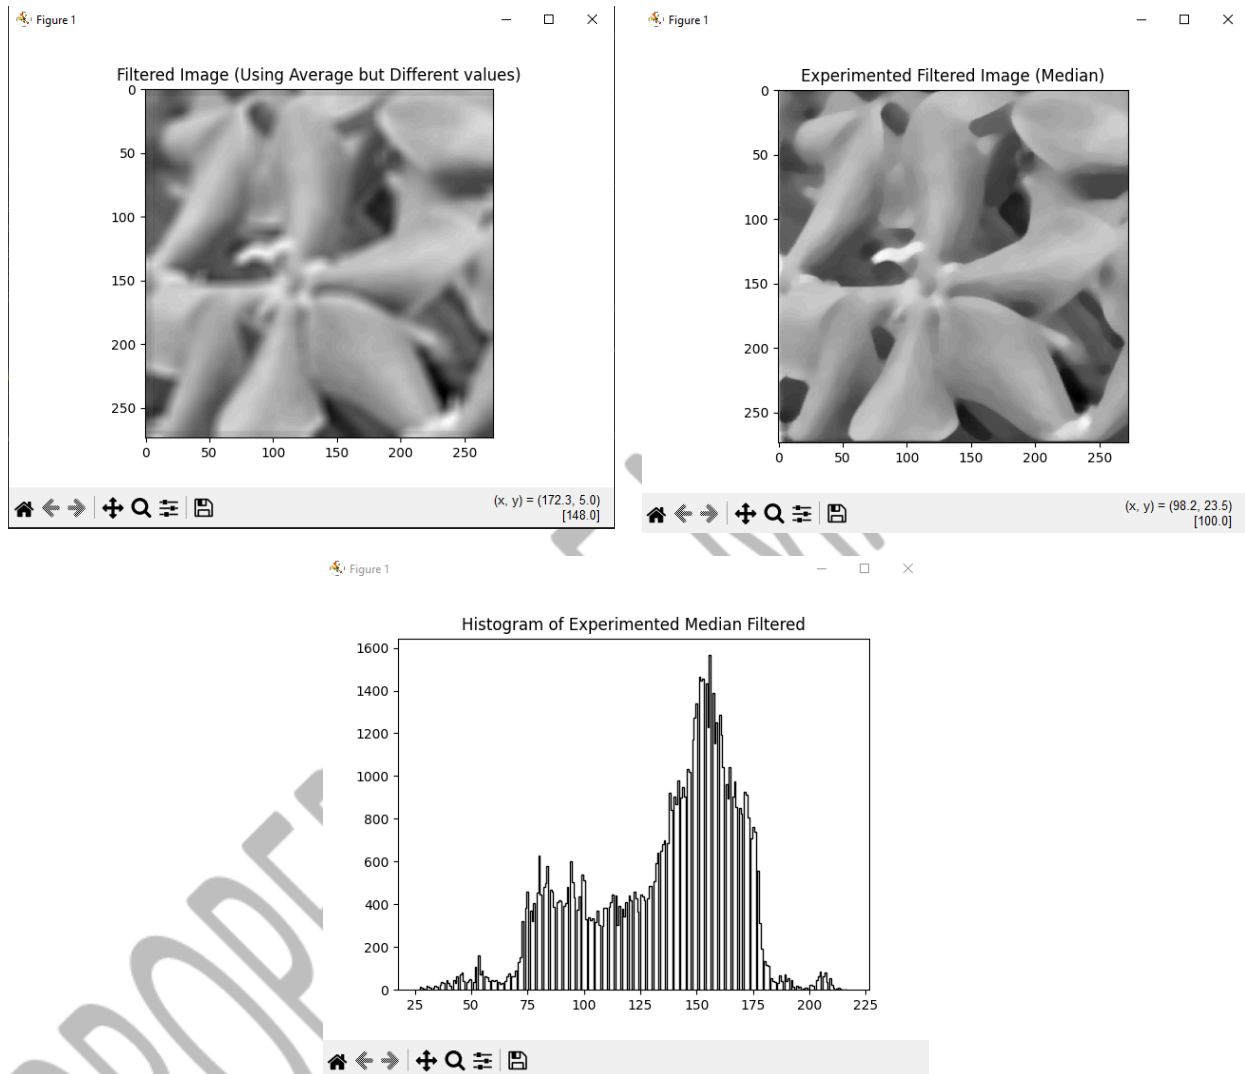 Figure 1
Filtered Image (Using Average but Different values)
0
50
100
150
200
250
0 50 100 150 200 250
(x, y) = (172.3, 5.0)
[148.0]
Figure 1
Experimented Filtered Image (Median)
0
50
100
150
200
250
0 50 100 150 200 250
(x, y) = (98.2, 23.5)
[100.0]
Figure 1
Histogram of Experimented Median Filtered
1600
1400
1200
1000
800
600
400
200
0
25 50 75 100 125 150 175 200 225